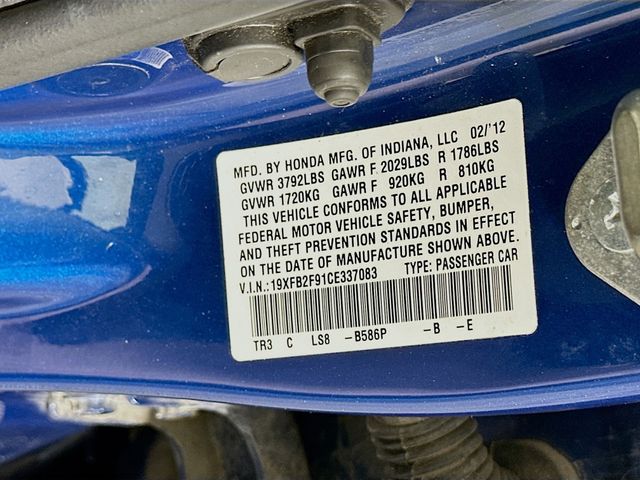 MFD. BY HONDA MFG. OF INDIANA, LLC 02/'12
GVWR 3792LBS GAWR F 2029LBS R 1786LBS
GVWR 1720KG GAWR F 920KG R 810KG
THIS VEHICLE CONFORMS TO ALL APPLICABLE
FEDERAL MOTOR VEHICLE SAFETY, BUMPER,
AND THEFT PREVENTION STANDARDS IN EFFECT
ON THE DATE OF MANUFACTURE SHOWN ABOVE.
V.I.N.:19XFB2F91CE337083 TYPE: PASSENGER CAR
TR3 C LS8 -B586P -B -E